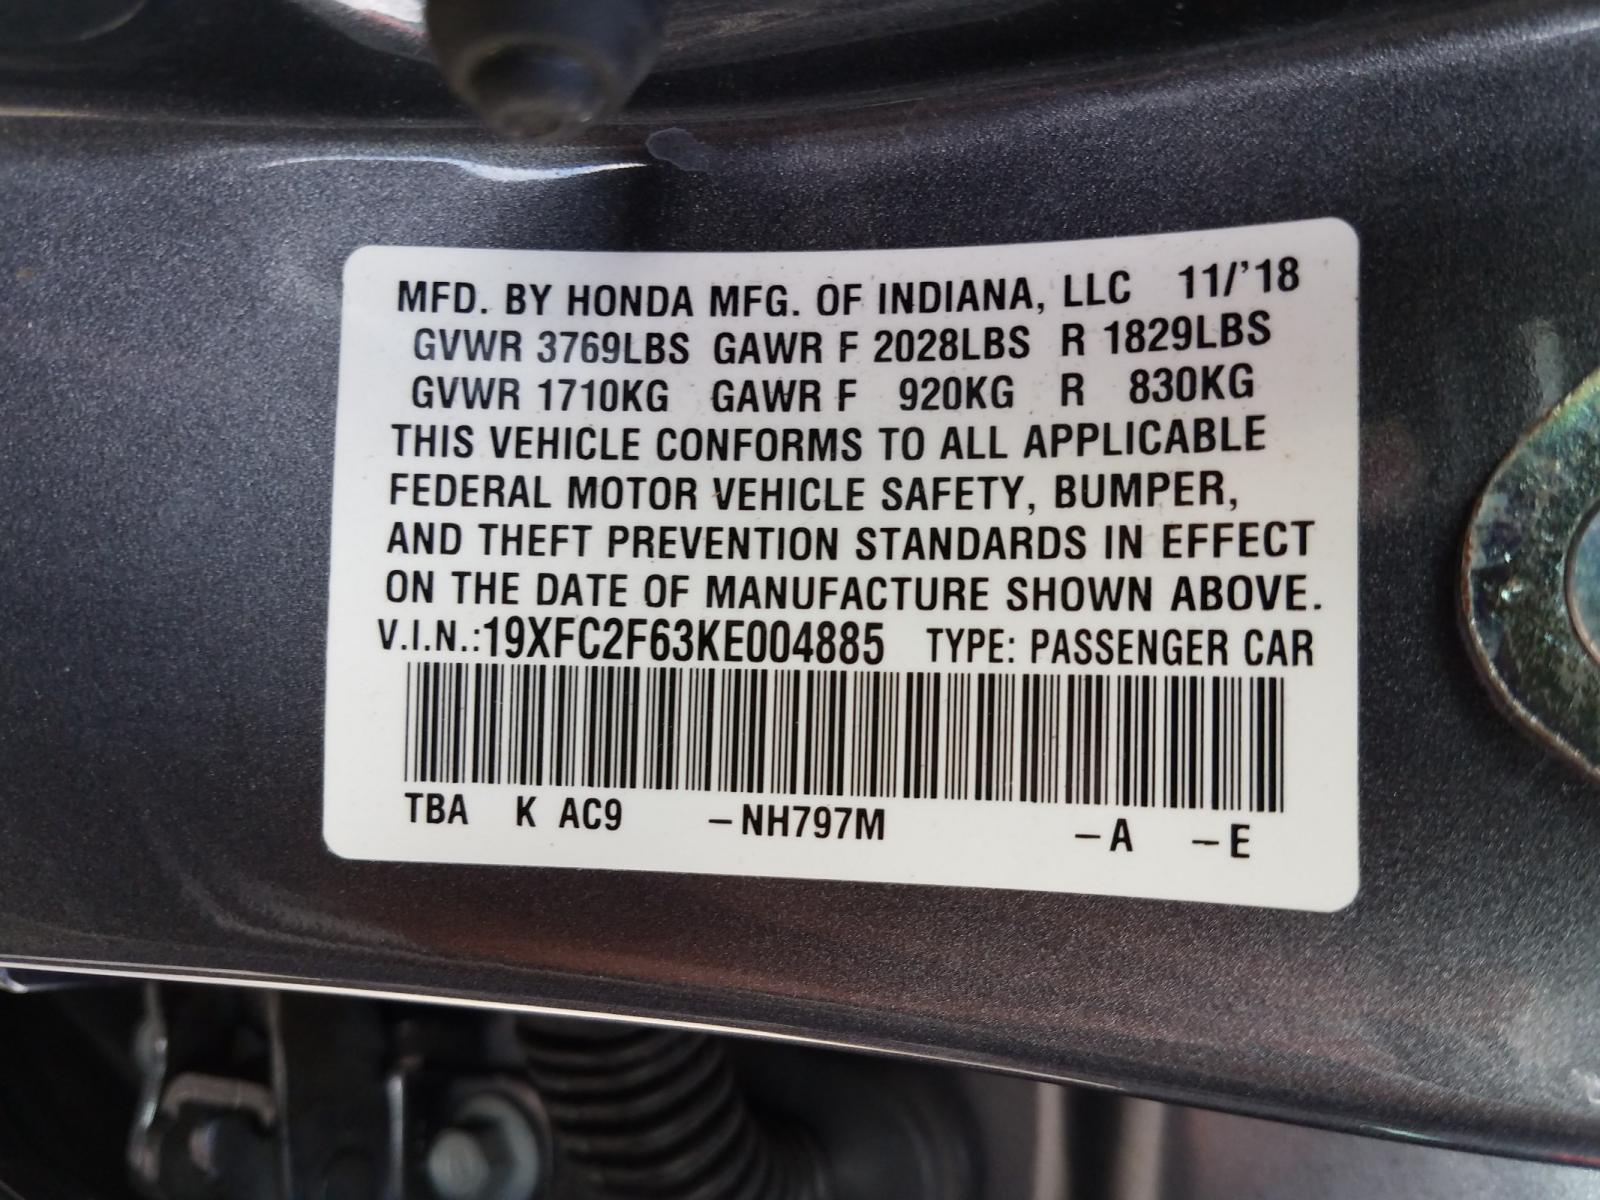 MFD. BY HONDA MFG. OF INDIANA, LLC 11/'18
GVWR 3769LBS GAWR F 2028LBS R 1829LBS
GVWR 1710KG GAWR F 920KG R 830KG
THIS VEHICLE CONFORMS TO ALL APPLICABLE
FEDERAL MOTOR VEHICLE SAFETY, BUMPER,
AND THEFT PREVENTION STANDARDS IN EFFECT
ON THE DATE OF MANUFACTURE SHOWN ABOVE.
V.I.N.:19XFC2F63KE004885 TYPE: PASSENGER CAR
TBA K AC9 –NH797M –A –E